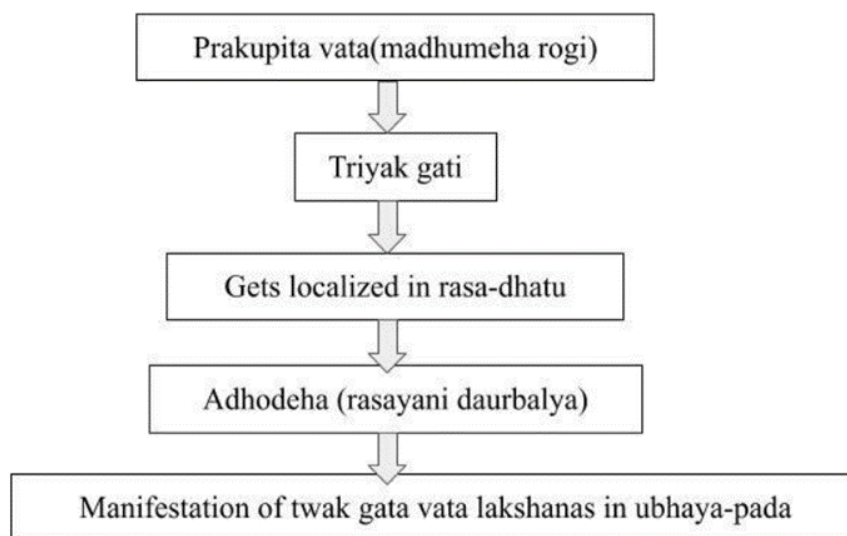 Prakupita vata(madhumeha rogi)
Triyak gati
Gets localized in rasa-dhatu
Adhodeha (rasayani daurbalya)
Manifestation of twak gata vata lakshanas in ubhaya-pada